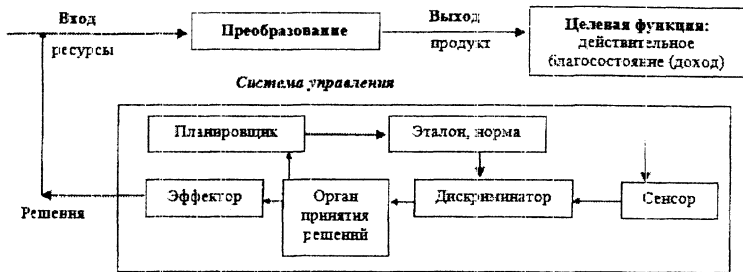 Вход
ресурсы
Преобразование
Выход
продукт
Целевая функция:
действительное
благосостояние (доход)
Система управления
Планировщик
Эталон, норма
Эффектор
Орган
принятия
решений
Дискриминатор
Сенсор
Решения